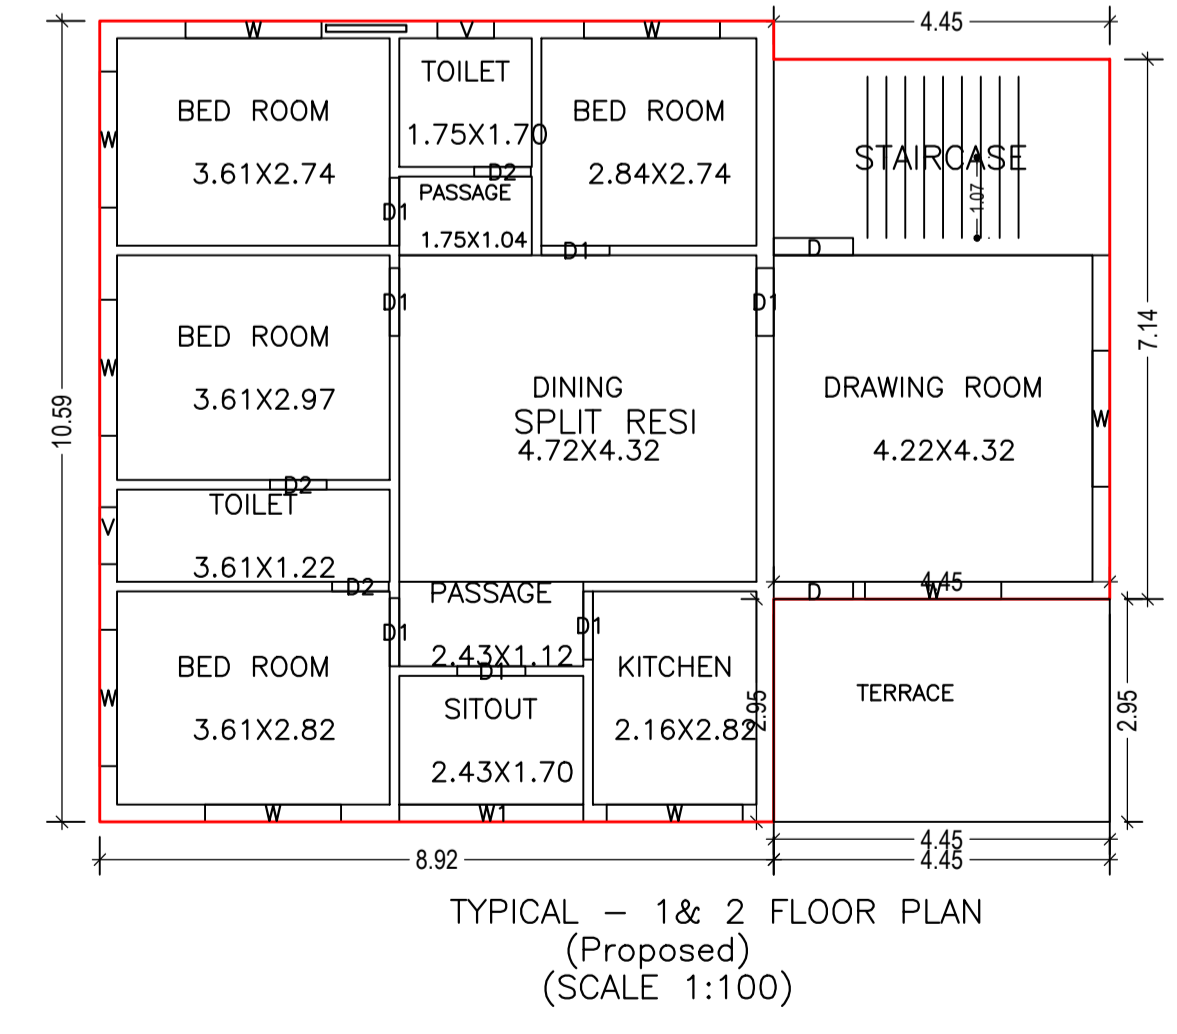 W
V
W
4.45
TOILET
1.75X1.70
BED ROOM
3.61X2.74
BED ROOM
2.84X2.74
STAIRCASE
1.07
W
D2
PASSAGE
1.75X1.04
D1
D1
D
D1
D1
W
BED ROOM
3.61X2.97
DINING
SPLIT RESI
4.72X4.32
DRAWING ROOM
4.22X4.32
W
7.14
10.59
D2
TOILET
3.61X1.22
V
D2
PASSAGE
2.43X1.12
D1
D1
D1
D
W
4.45
BED ROOM
3.61X2.82
W
SITOUT
2.43X1.70
KITCHEN
2.16X2.82
2.95
TERRACE
2.95
W
W1
W
4.45
8.92
4.45
TYPICAL - 1& 2 FLOOR PLAN
(Proposed)
(SCALE 1:100)